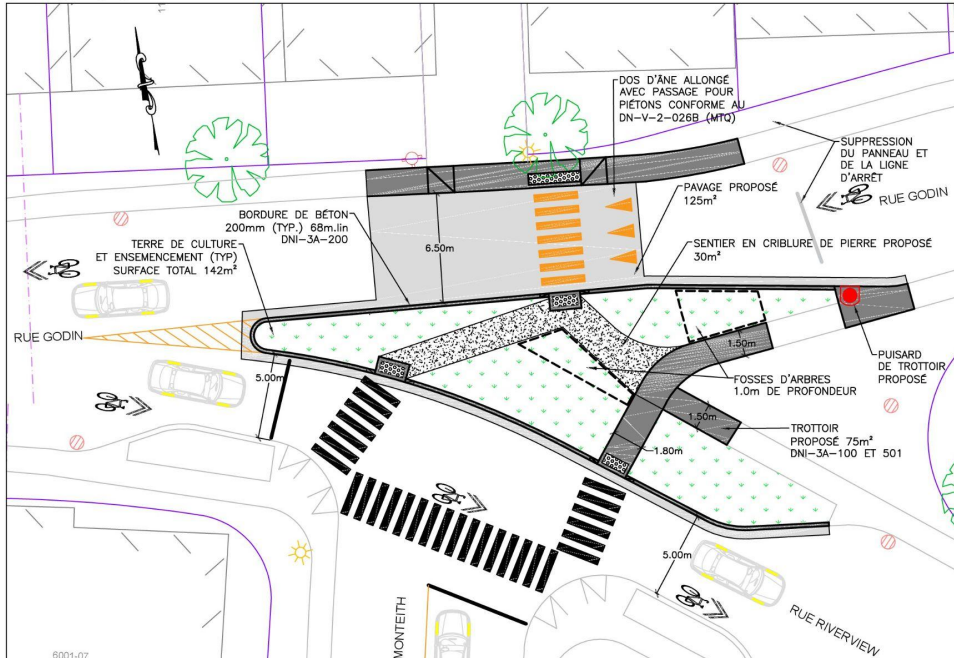 DOS D'ÂNE ALLONGÉ
AVEC PASSAGE POUR
PIÉTONS CONFORME AU
DN-V-2-026B (MTQ)
SUPPRESSION
DU PANNEAU ET
DE LA LIGNE
D'ARRÊT
RUE GODIN
PAVAGE PROPOSÉ
125m²
BORDURE DE BÉTON
200mm (TYP.) 68m.lin
DNI-3A-200
6.50m
TERRE DE CULTURE
ET ENSEMENCEMENT (TYP)
SURFACE TOTAL 142m²
SENTIER EN CRIBLURE DE PIERRE PROPOSÉ
30m²
RUE GODIN
5.00m
1.50m
PUISARD
DE TROTTOIR
PROPOSÉ
FOSSES D'ARBRES
1.0m DE PROFONDEUR
1.50m
TROTTOIR
PROPOSÉ 75m²
DNI-3A-100 ET 501
1.80m
5.00m
MONTEITH
RUE RIVERVIEW
6001-07